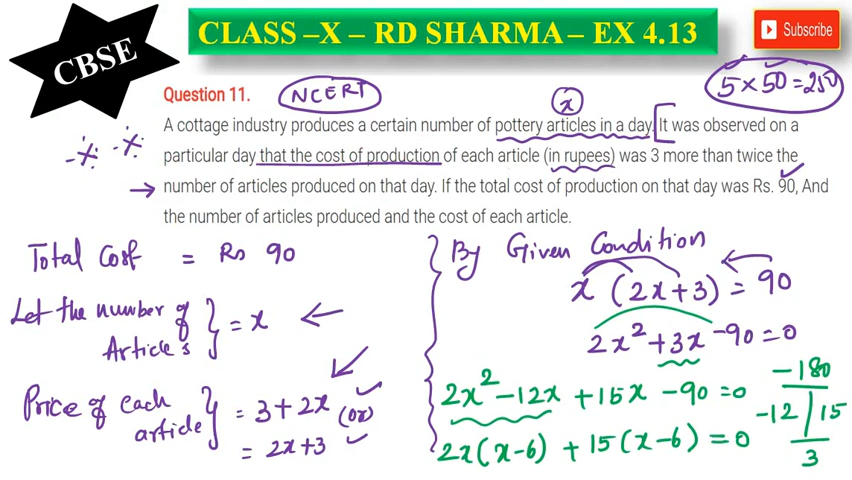 CBSE
CLASS –X – RD SHARMA– EX 4.13
Subscribe
5 × 50 = 250
Question 11.
NCERT
x
A cottage industry produces a certain number of pottery articles in a day. It was observed on a
particular day that the cost of production of each article (in rupees) was 3 more than twice the
number of articles produced on that day. If the total cost of production on that day was Rs. 90, And
the number of articles produced and the cost of each article.
Total Cost = Rs 90
Let the number of
Articles } = x
Price of each
article } = 3 + 2x (or)
= 2x+3
By Given Condition
x (2x+3) = 90
2x² + 3x - 90 = 0
2x² - 12x + 15x - 90 = 0
2x(x-6) + 15(x-6) = 0
-180
-12 | 15
3